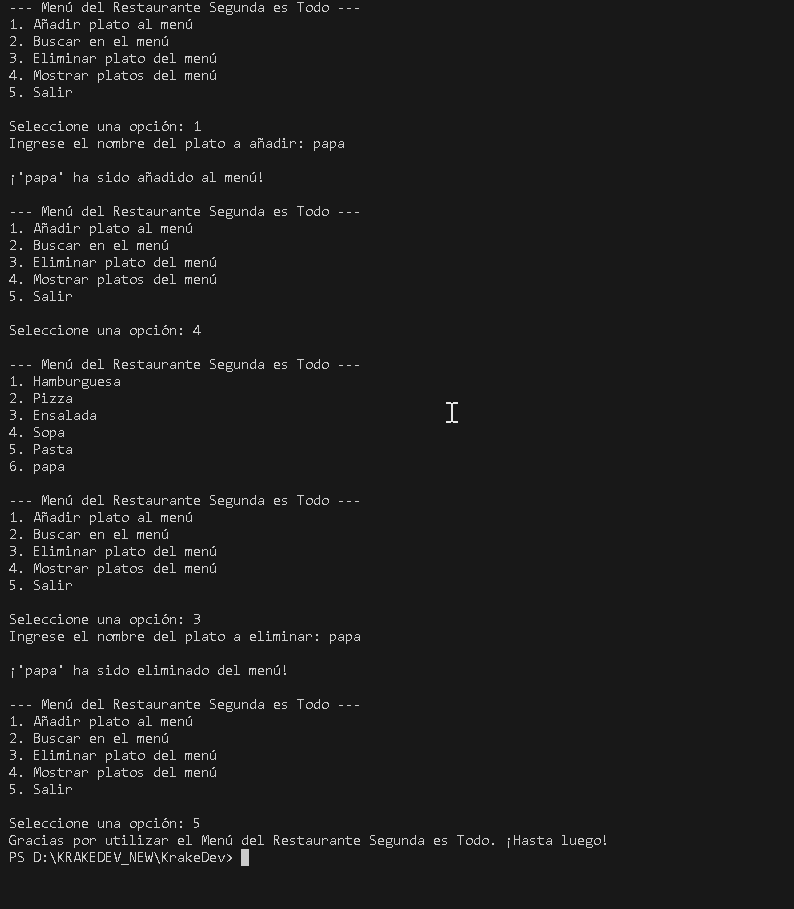 --- Menú del Restaurante Segunda es Todo ---
1. Añadir plato al menú
2. Buscar en el menú
3. Eliminar plato del menú
4. Mostrar platos del menú
5. Salir
Seleccione una opción: 1
Ingrese el nombre del plato a añadir: papa
¡'papa' ha sido añadido al menú!
--- Menú del Restaurante Segunda es Todo ---
1. Añadir plato al menú
2. Buscar en el menú
3. Eliminar plato del menú
4. Mostrar platos del menú
5. Salir
Seleccione una opción: 4
--- Menú del Restaurante Segunda es Todo ---
1. Hamburguesa
2. Pizza
3. Ensalada
4. Sopa
5. Pasta
6. papa
--- Menú del Restaurante Segunda es Todo ---
1. Añadir plato al menú
2. Buscar en el menú
3. Eliminar plato del menú
4. Mostrar platos del menú
5. Salir
Seleccione una opción: 3
Ingrese el nombre del plato a eliminar: papa
¡'papa' ha sido eliminado del menú!
--- Menú del Restaurante Segunda es Todo ---
1. Añadir plato al menú
2. Buscar en el menú
3. Eliminar plato del menú
4. Mostrar platos del menú
5. Salir
Seleccione una opción: 5
Gracias por utilizar el Menú del Restaurante Segunda es Todo. ¡Hasta luego!
PS D:\KRAKEDEV_NEW\KrakeDev>